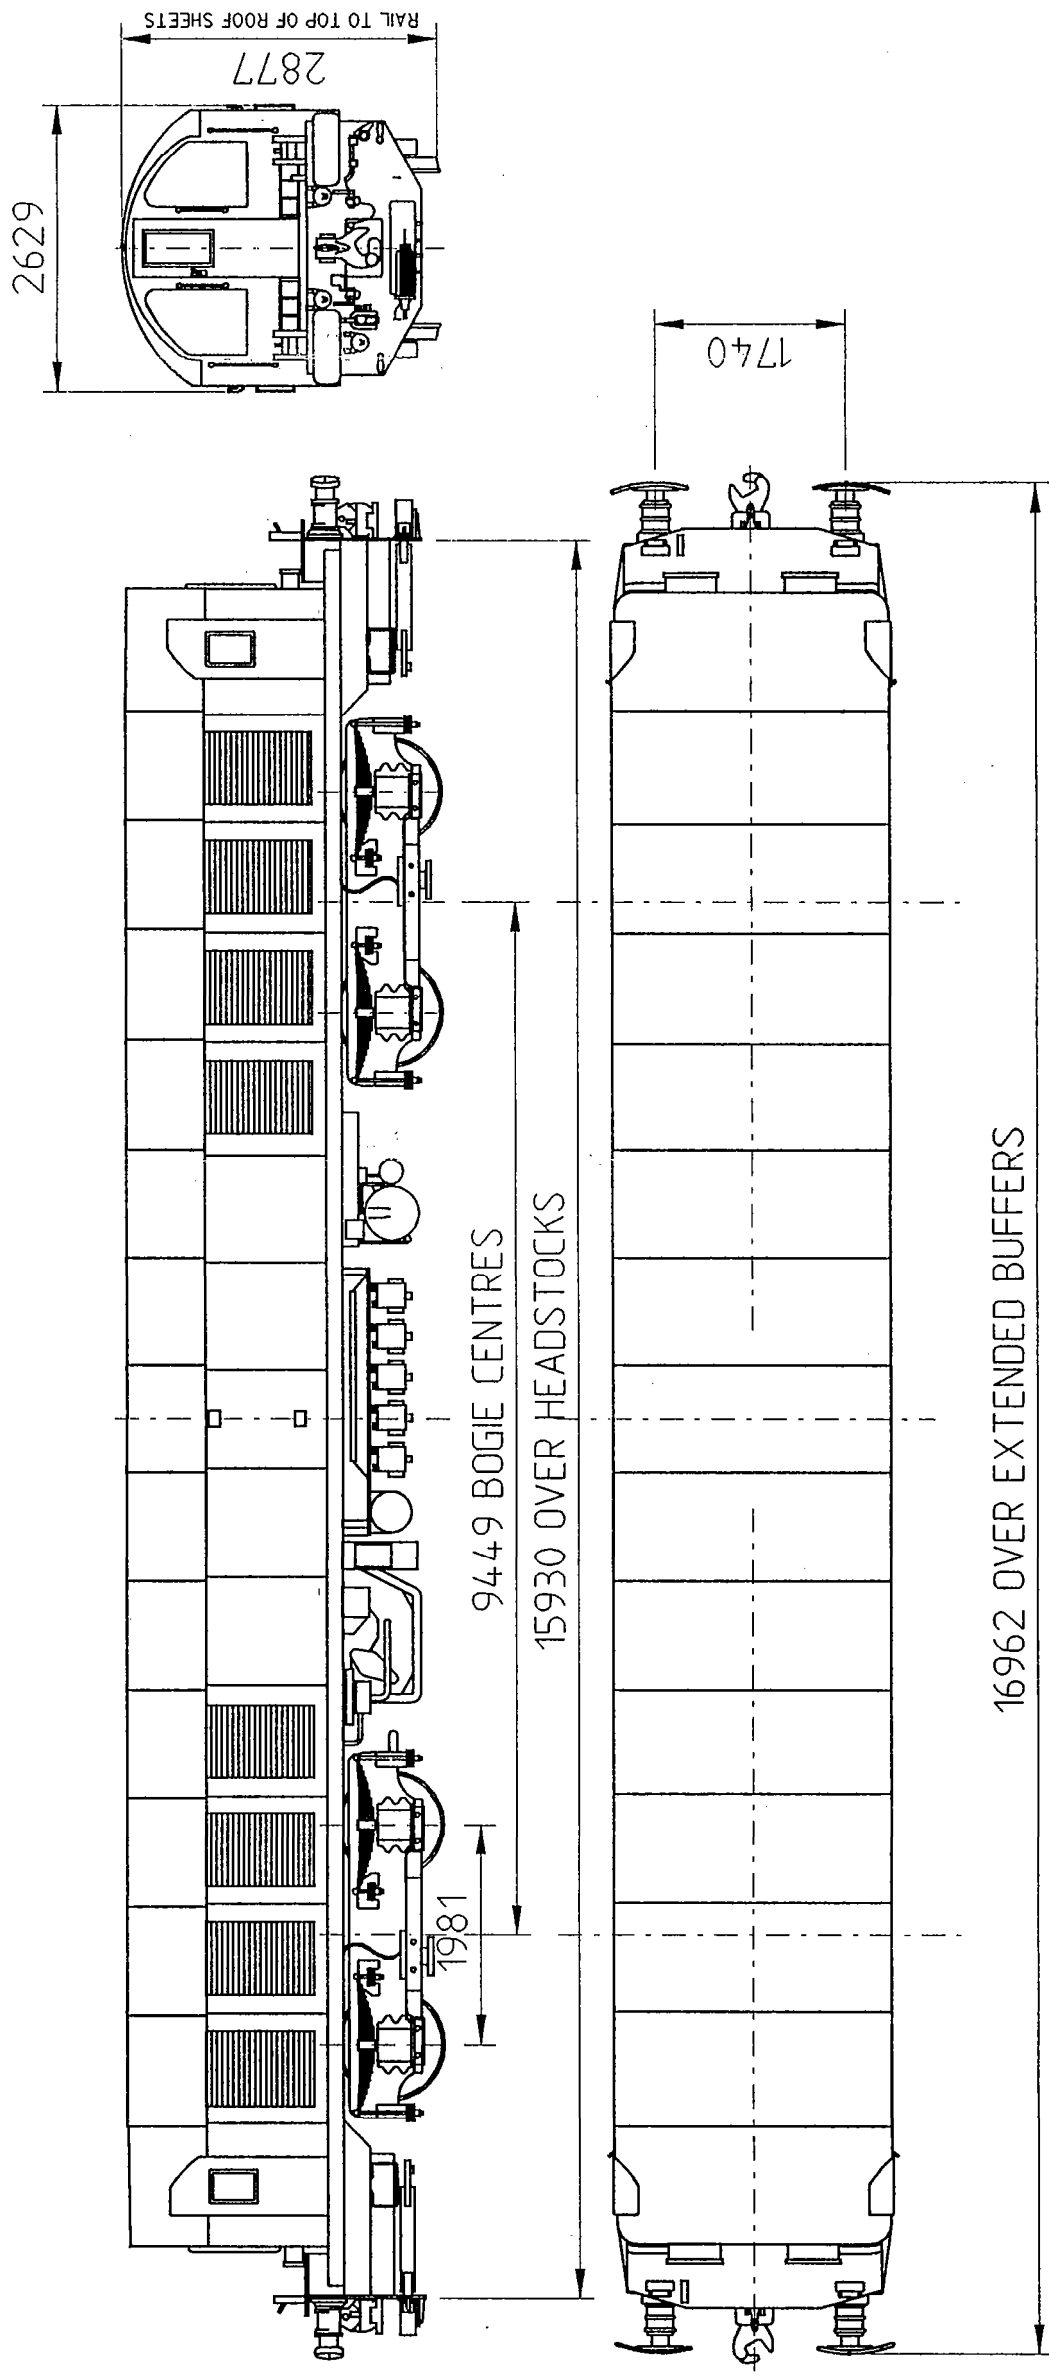 2629
2877
RAIL TO TOP OF ROOF SHEETS
1740
1981
9449 BOGIE CENTRES
15930 OVER HEADSTOCKS
16962 OVER EXTENDED BUFFERS